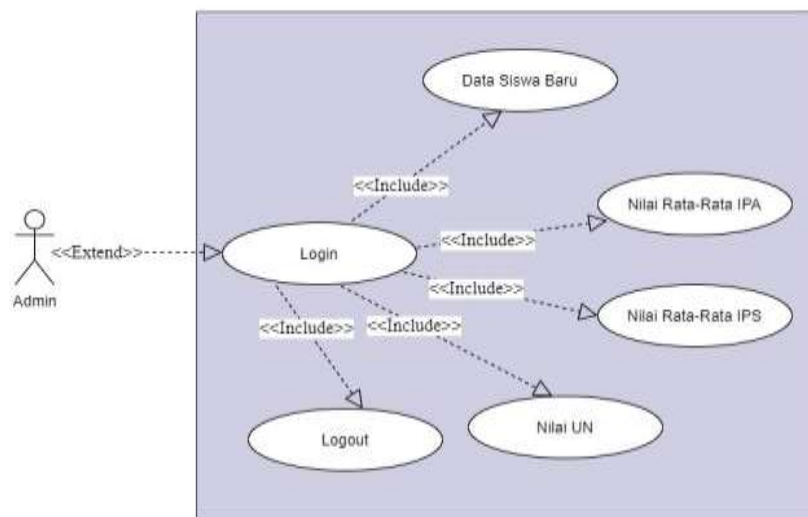 Data Siswa Baru
<<Include>>
Nilai Rata-Rata IPA
<<Include>>
<<Extend>>
Login
Admin
<<Include>>
Nilai Rata-Rata IPS
<<Include>>
<<Include>>
Logout
Nilai UN